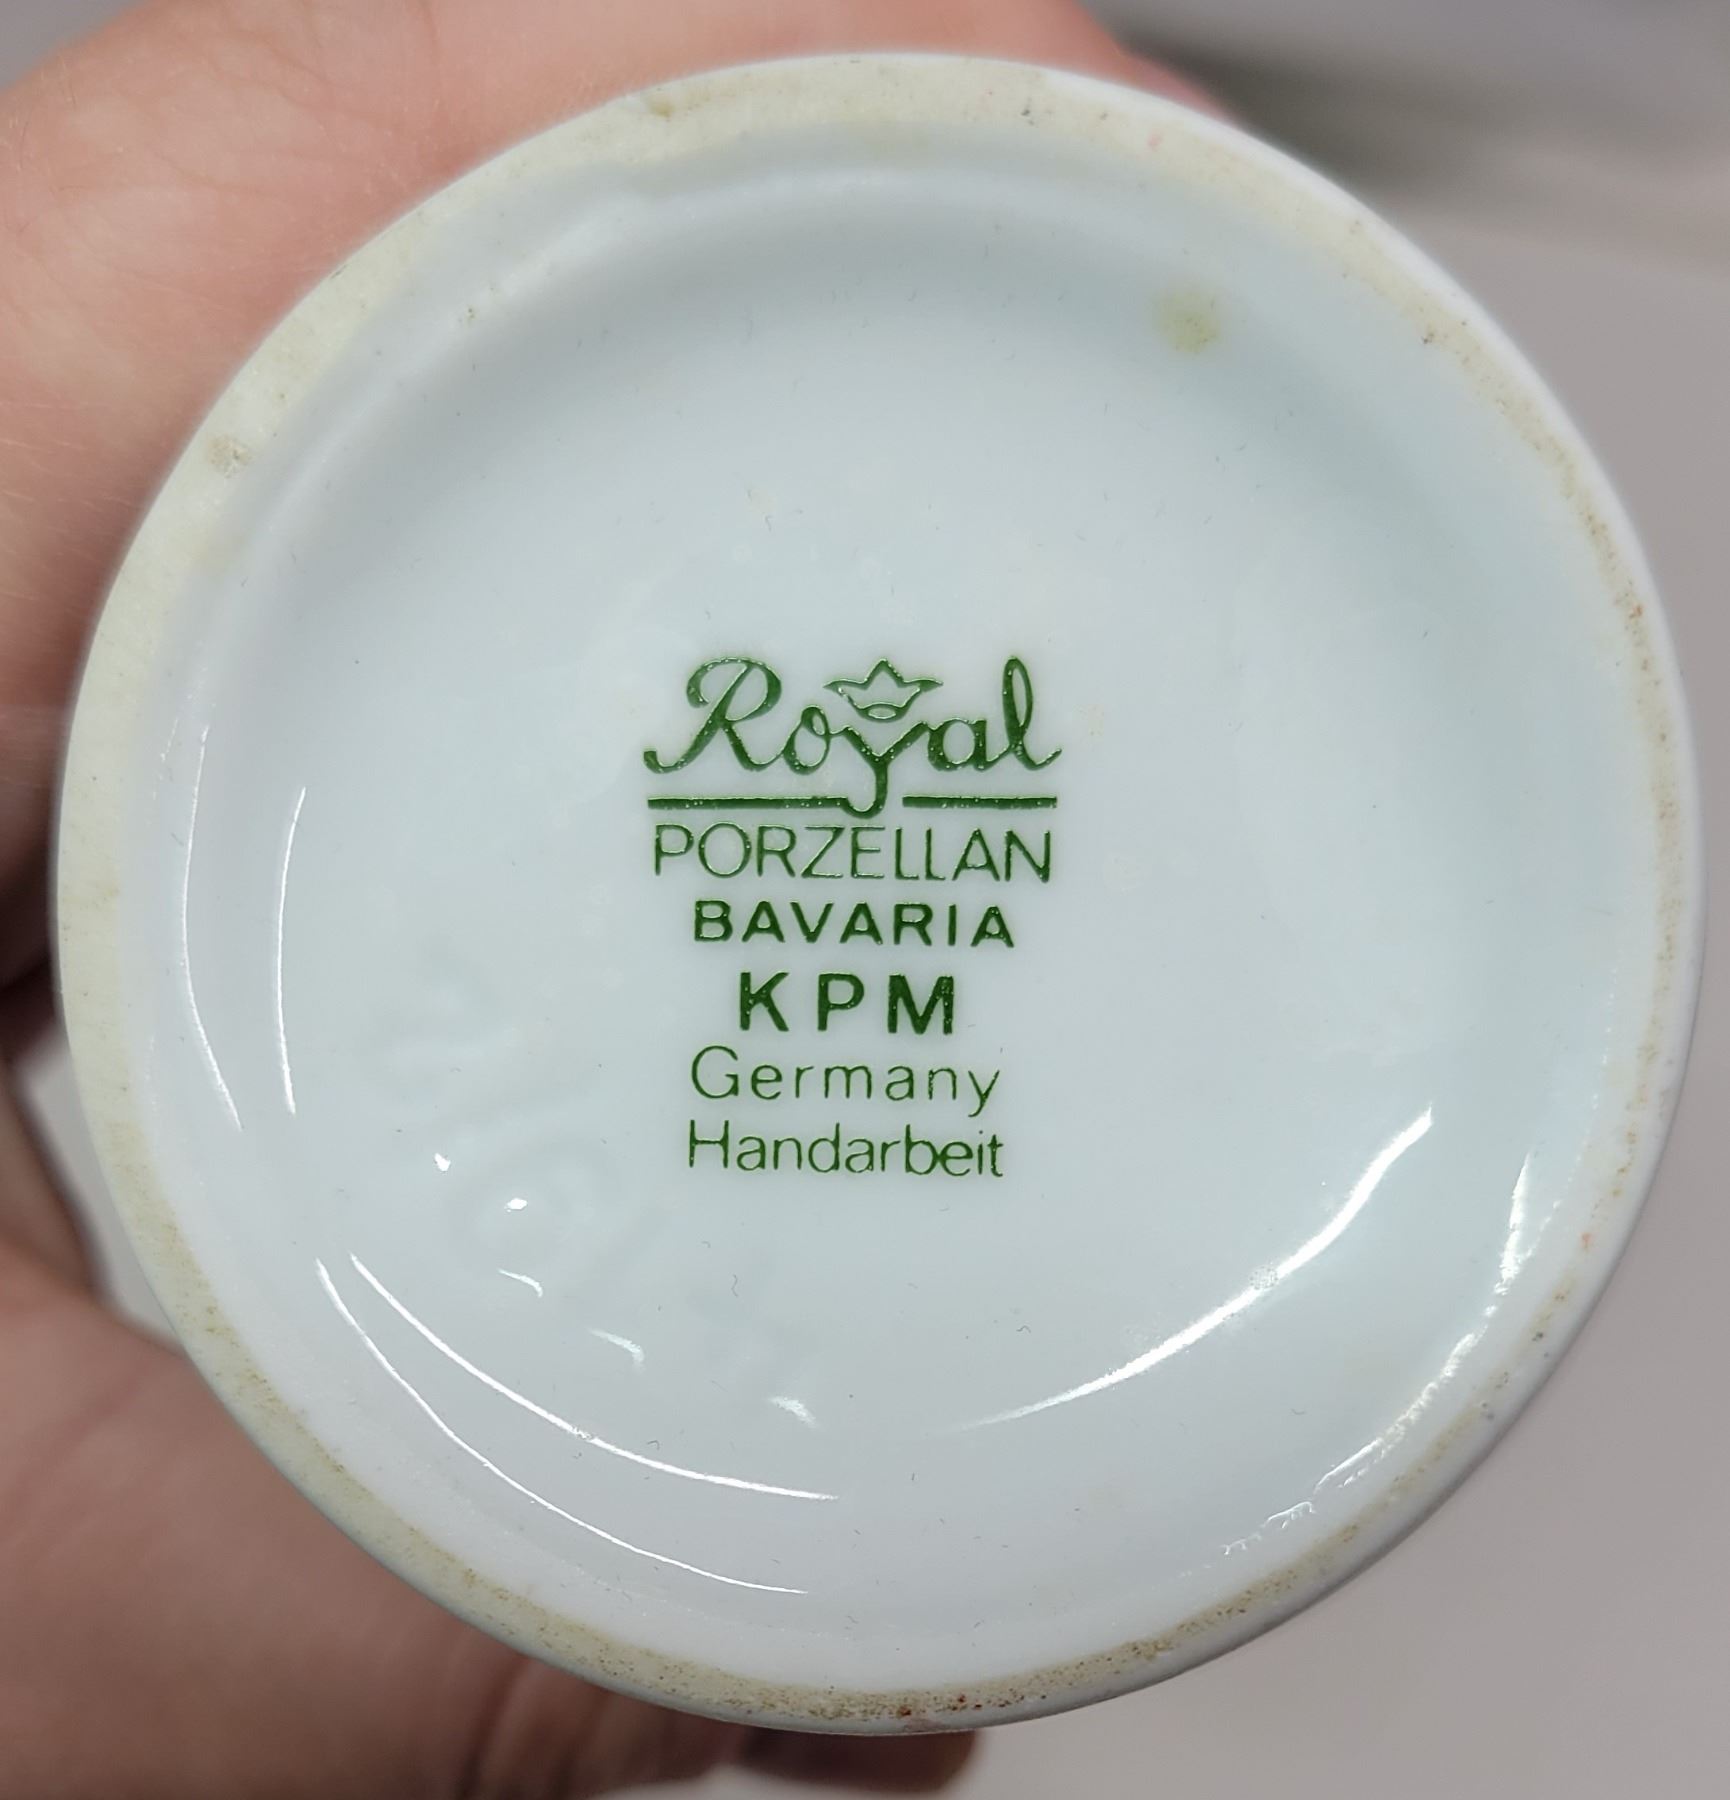 Royal
PORZELLAN
BAVARIA
KPM
Germany
Handarbeit